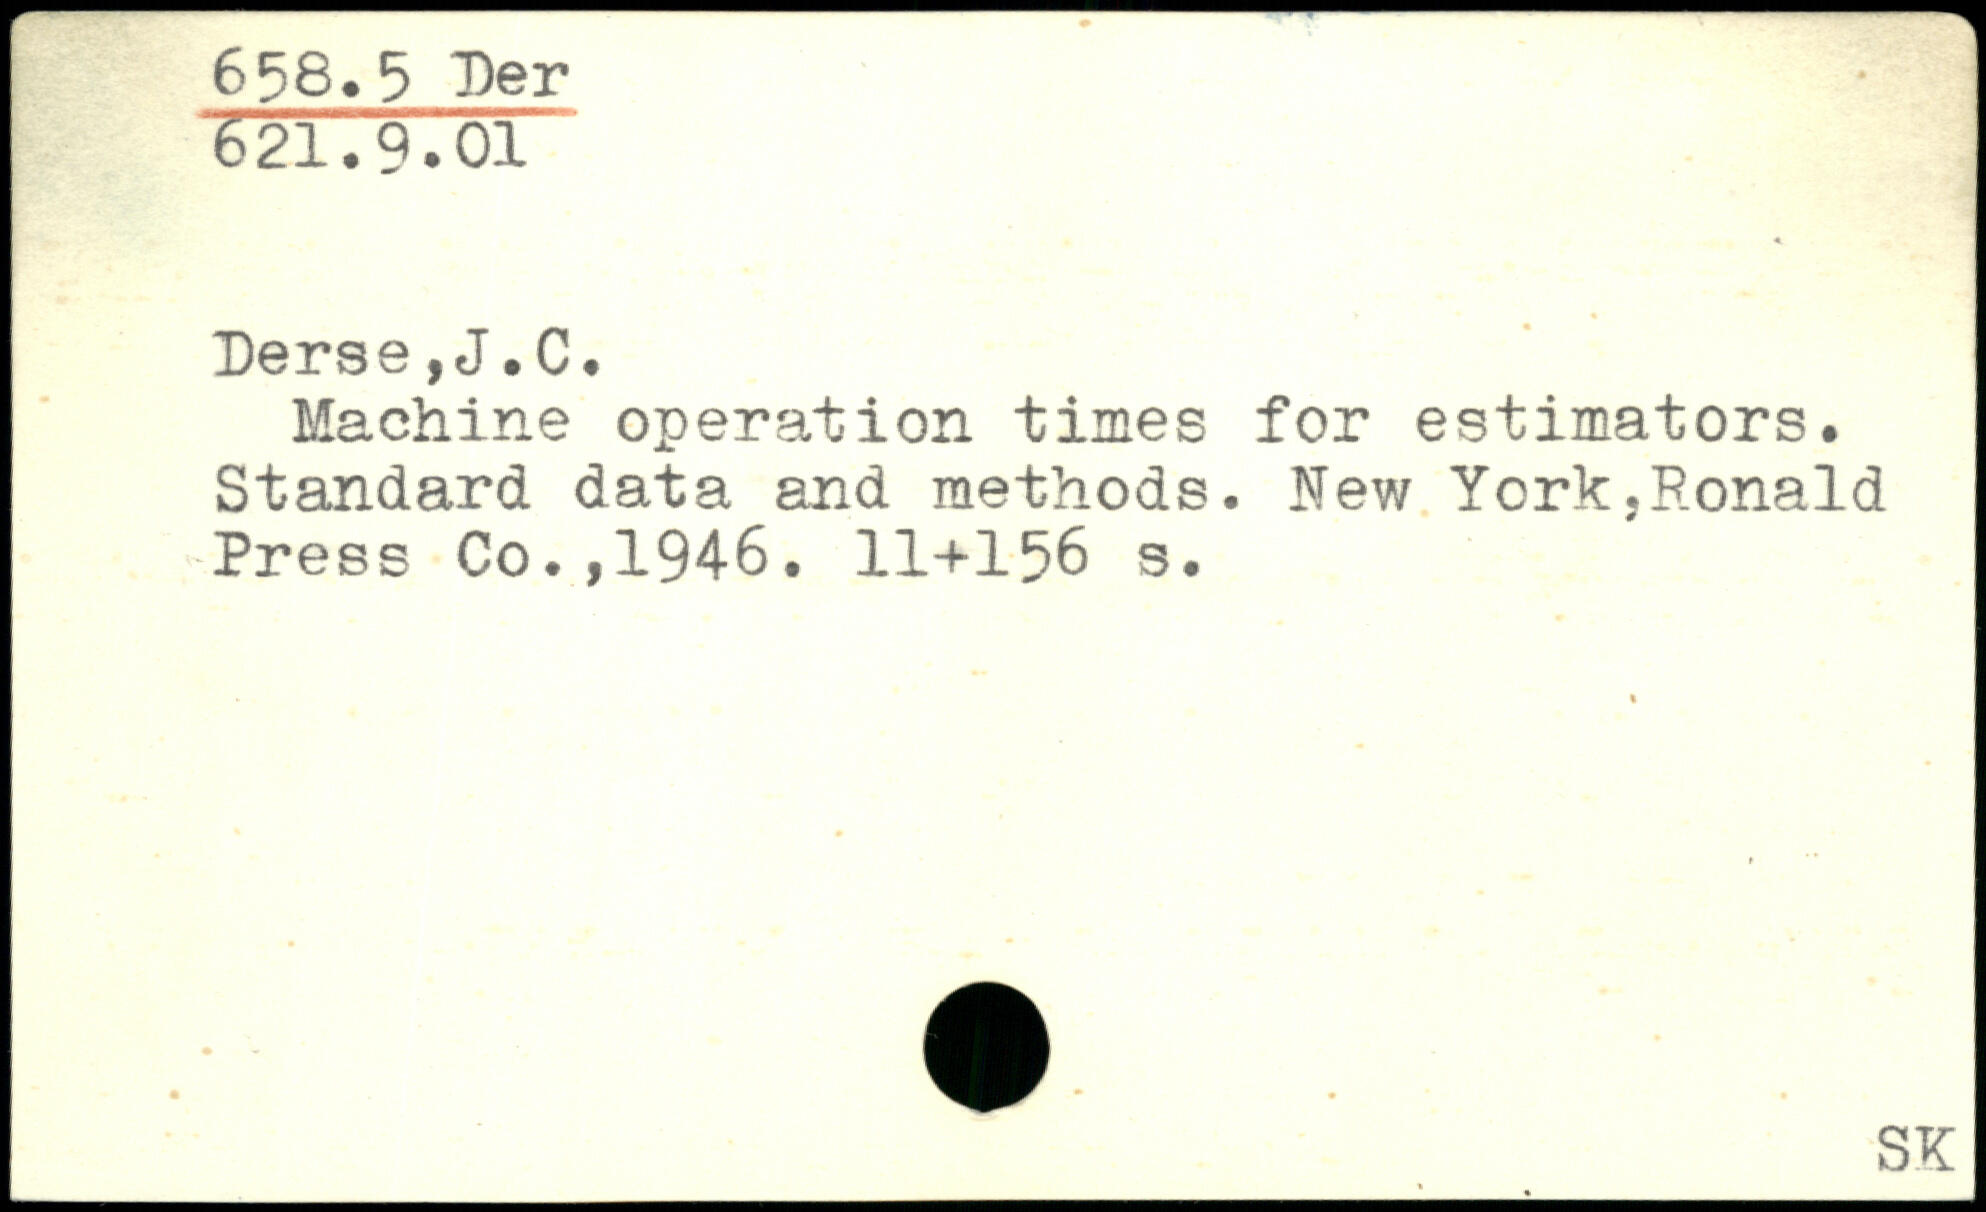 658.5 Der
621.9.01
Derse,J.C.
Machine operation times for estimators.
Standard data and methods. New York,Ronald
Press Co.,1946. 11+156 s.
SK